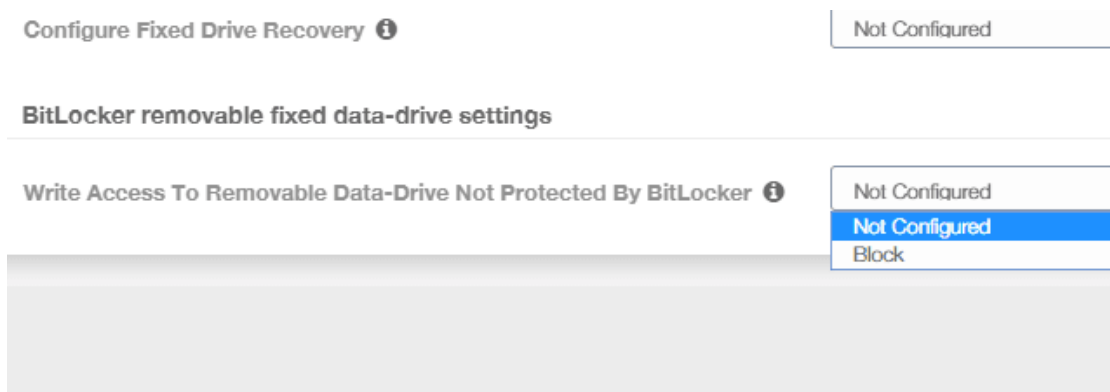 Configure Fixed Drive Recovery
Not Configured
BitLocker removable fixed data-drive settings
Write Access To Removable Data-Drive Not Protected By BitLocker
Not Configured
Not Configured
Block